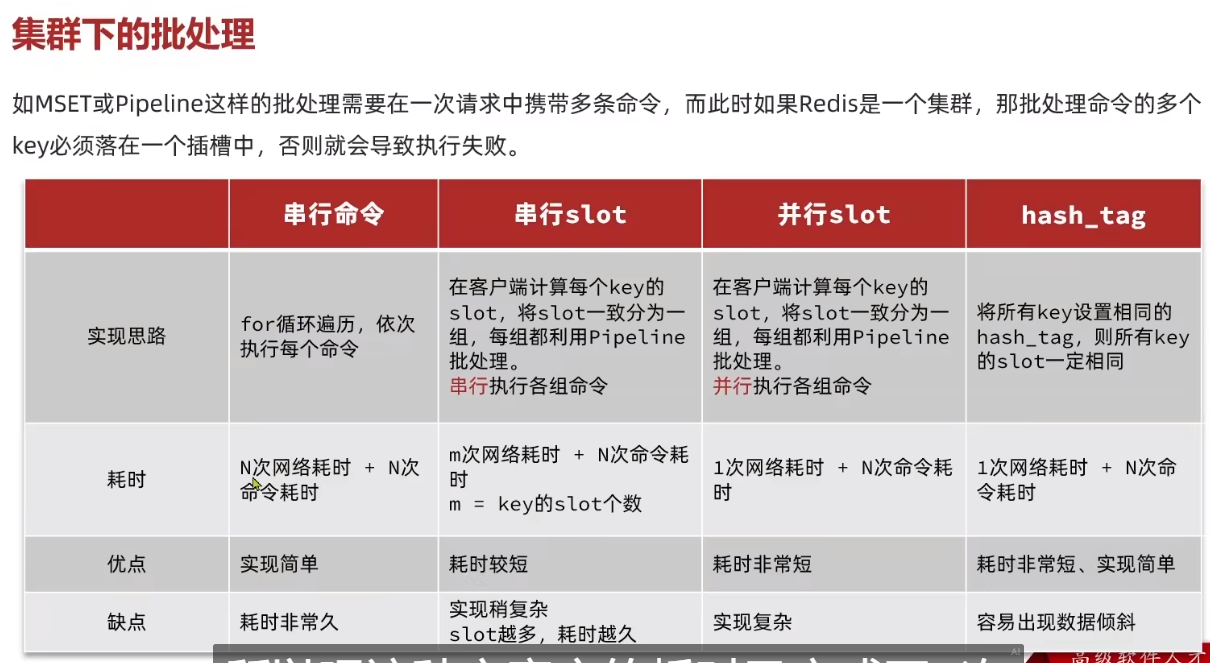 集群下的批处理
如MSET或Pipeline这样的批处理需要在一次请求中携带多条命令，而此时如果Redis是一个集群，那批处理命令的多个
key必须落在一个插槽中，否则就会导致执行失败。
串行命令
串行slot
并行slot
hash_tag
实现思路
for循环遍历，依次
执行每个命令
在客户端计算每个key的
slot，将slot一致分为一
组，每组都利用Pipeline
批处理。
串行执行各组命令
在客户端计算每个key的
slot，将slot一致分为一
组，每组都利用Pipeline
批处理。
并行执行各组命令
将所有key设置相同的
hash_tag，则所有key
的slot一定相同
耗时
N次网络耗时 + N次
命令耗时
m次网络耗时 + N次命令耗
时
m = key的slot个数
1次网络耗时 + N次命令耗
时
1次网络耗时 + N次命
令耗时
优点
实现简单
耗时较短
耗时非常短
耗时非常短、实现简单
缺点
耗时非常久
实现稍复杂
slot越多，耗时越久
实现复杂
容易出现数据倾斜
AI
高级软件人才